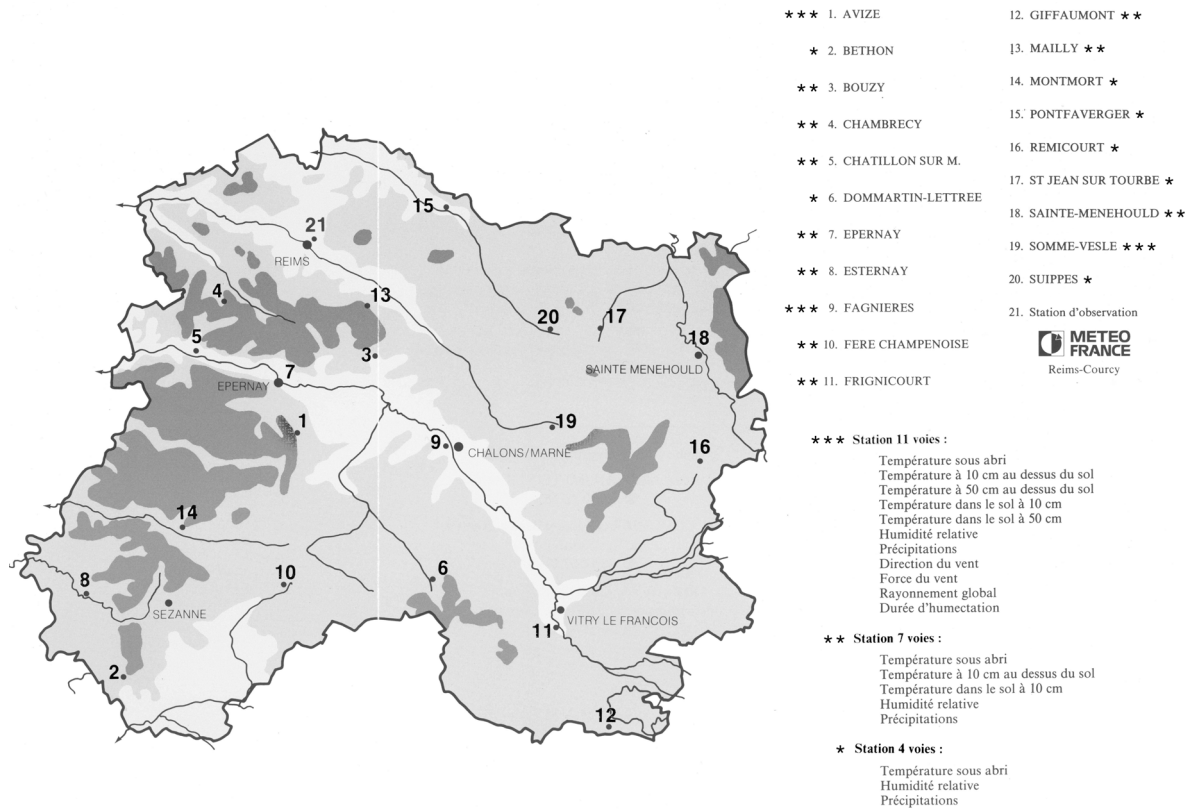 ★★★ 1. AVIZE
★ 2. BETHON
★★ 3. BOUZY
★★ 4. CHAMBRECY
★★ 5. CHATILLON SUR M.
★ 6. DOMMARTIN-LETTREE
★★ 7. EPERNAY
★★ 8. ESTERNAY
★★★ 9. FAGNIERES
★★ 10. FERE CHAMPENOISE
★★ 11. FRIGNICOURT
12. GIFFAUMONT ★★
13. MAILLY ★★
14. MONTMORT ★
15. PONTFAVERGER ★
16. REMICOURT ★
17. ST JEAN SUR TOURBE ★
18. SAINTE-MENEHOULD ★★
19. SOMME-VESLE ★★★
20. SUIPPES ★
21. Station d'observation
METEO
FRANCE
Reims-Courcy
★★★ Station 11 voies :
Température sous abri
Température à 10 cm au dessus du sol
Température à 50 cm au dessus du sol
Température dans le sol à 10 cm
Température dans le sol à 50 cm
Humidité relative
Précipitations
Direction du vent
Force du vent
Rayonnement global
Durée d'humectation
★★ Station 7 voies :
Température sous abri
Température à 10 cm au dessus du sol
Température dans le sol à 10 cm
Humidité relative
Précipitations
★ Station 4 voies :
Température sous abri
Humidité relative
Précipitations
15
21
REIMS
4
13
20
17
5
3
18
SAINTE MENEHOULD
7
EPERNAY
1
19
9
CHALONS/MARNE
16
14
6
10
8
SEZANNE
VITRY LE FRANCOIS
11
2
12